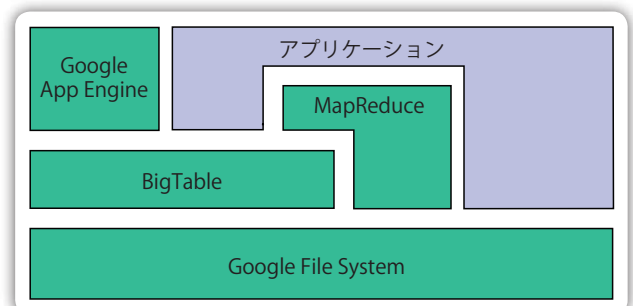 Google
App Engine
アプリケーション
MapReduce
BigTable
Google File System